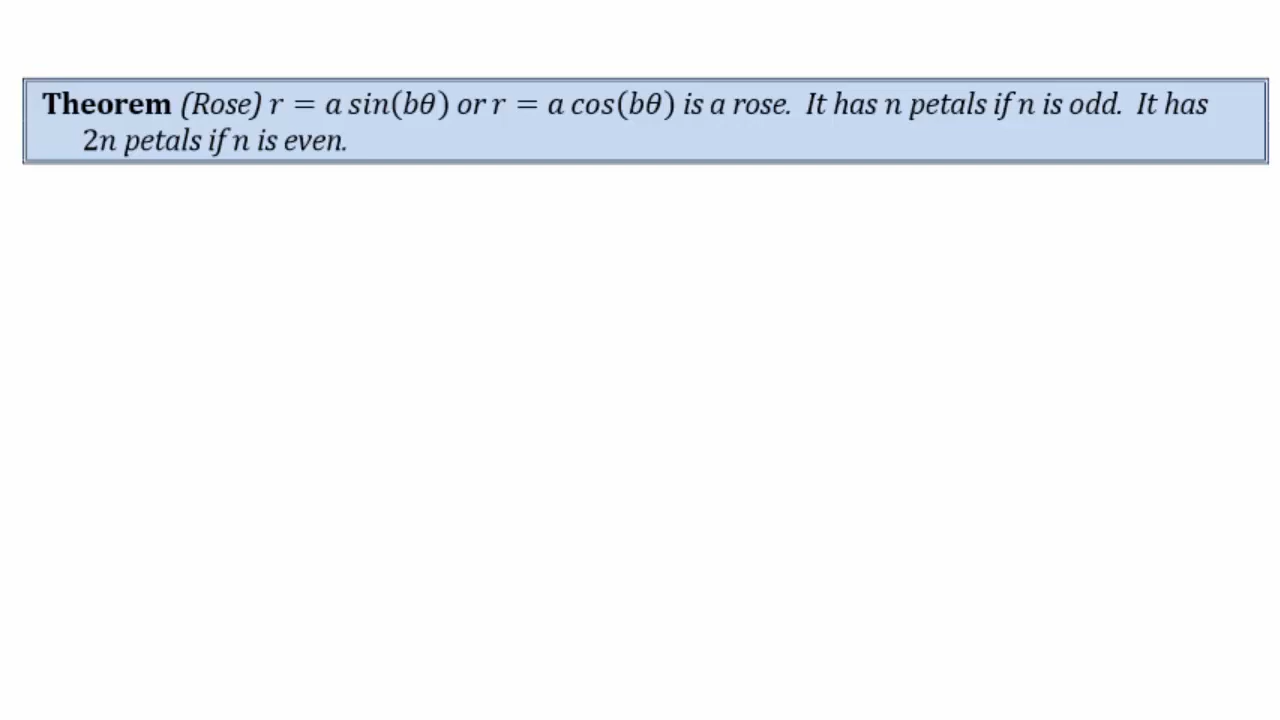 Theorem (Rose) r = a sin(bθ) or r = a cos(bθ) is a rose. It has n petals if n is odd. It has
2n petals if n is even.